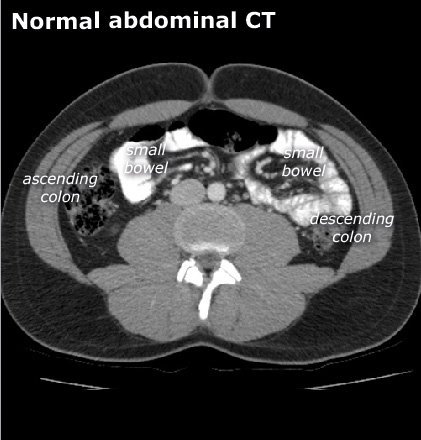 Normal abdominal CT
small
bowel
small
bowel
ascending
colon
descending
colon